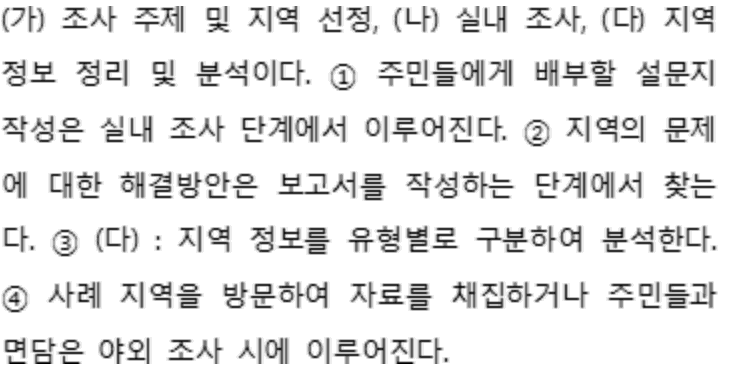 (가) 조사 주제 및 지역 선정, (나) 실내 조사, (다) 지역
정보 정리 및 분석이다. ① 주민들에게 배부할 설문지
작성은 실내 조사 단계에서 이루어진다. ② 지역의 문제
에 대한 해결방안은 보고서를 작성하는 단계에서 찾는
다. ③ (다) : 지역 정보를 유형별로 구분하여 분석한다.
④ 사례 지역을 방문하여 자료를 채집하거나 주민들과
면담은 야외 조사 시에 이루어진다.